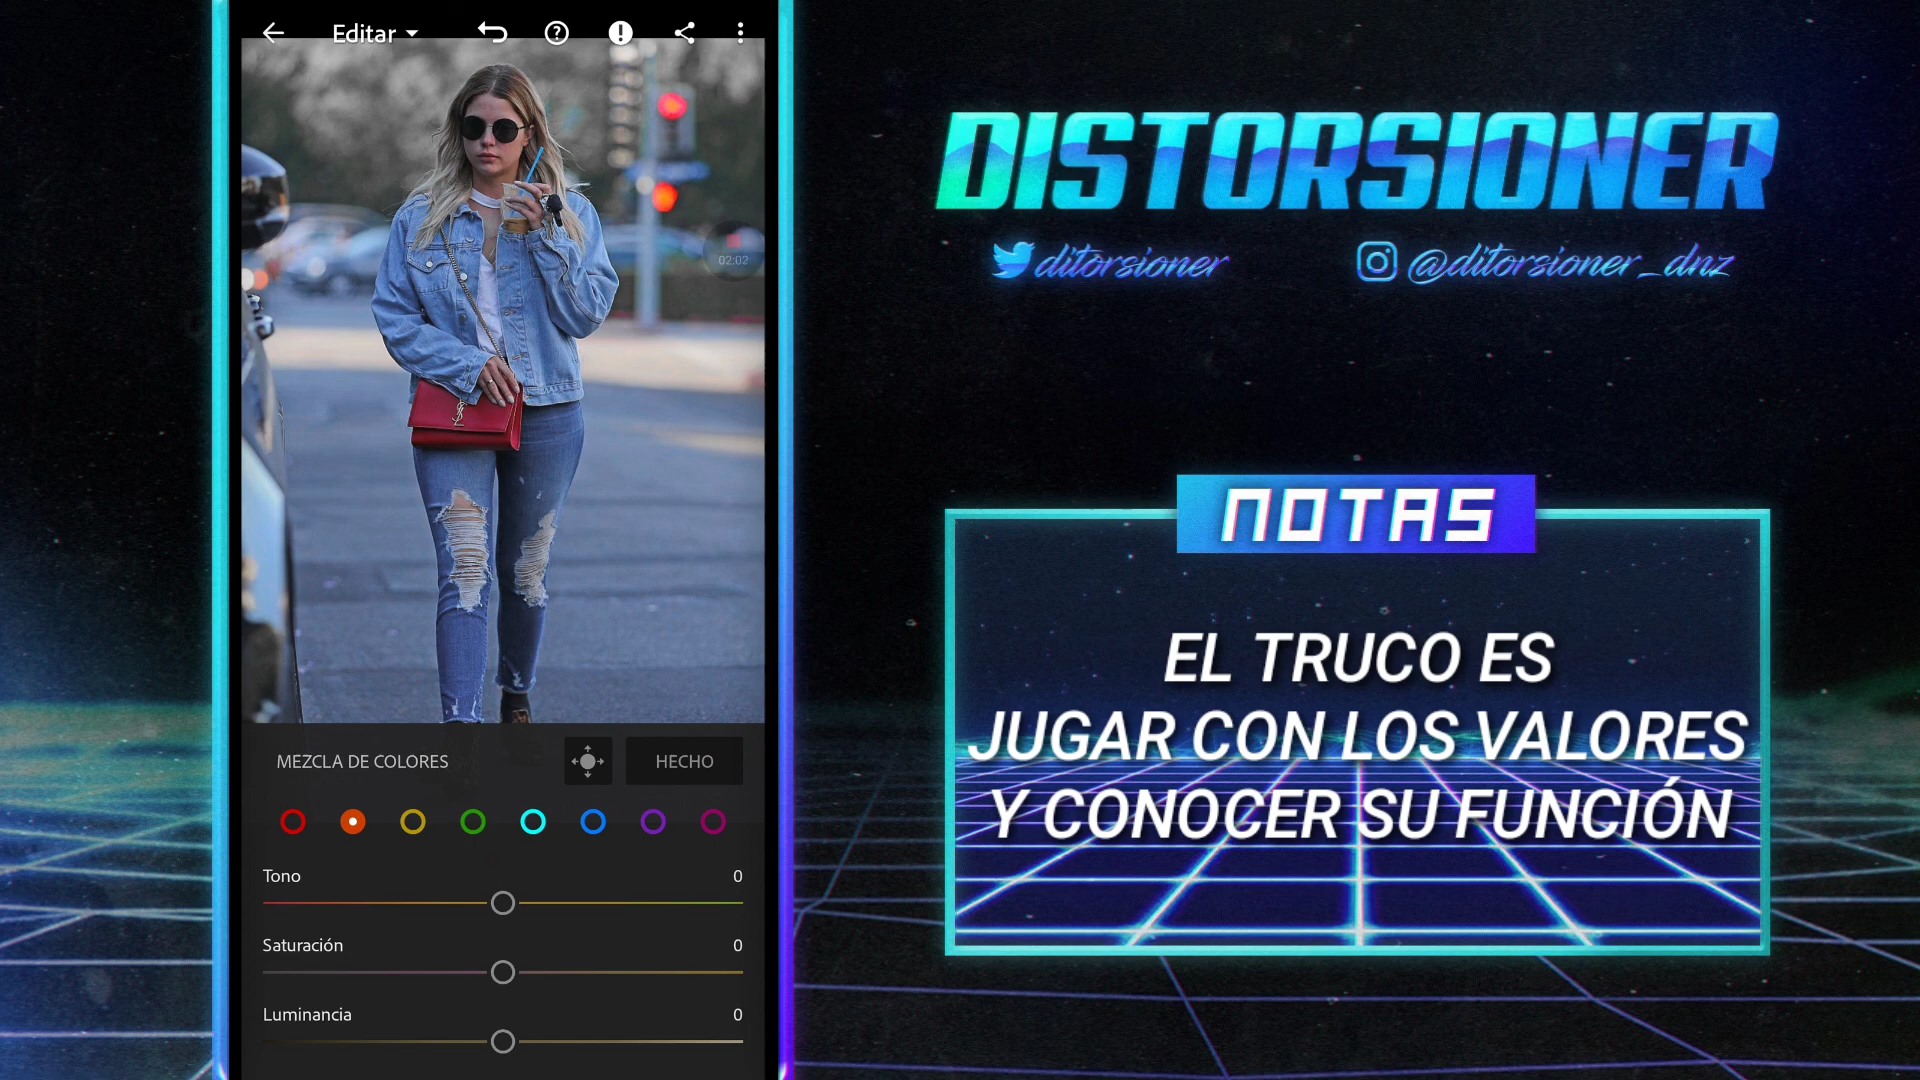 Editar
02:02
MEZCLA DE COLORES
HECHO
Tono 0
Saturación 0
Luminancia 0
DISTORSIONER
ditorsioner
@ditorsioner_dnz
NOTAS
EL TRUCO ES
JUGAR CON LOS VALORES
Y CONOCER SU FUNCIÓN